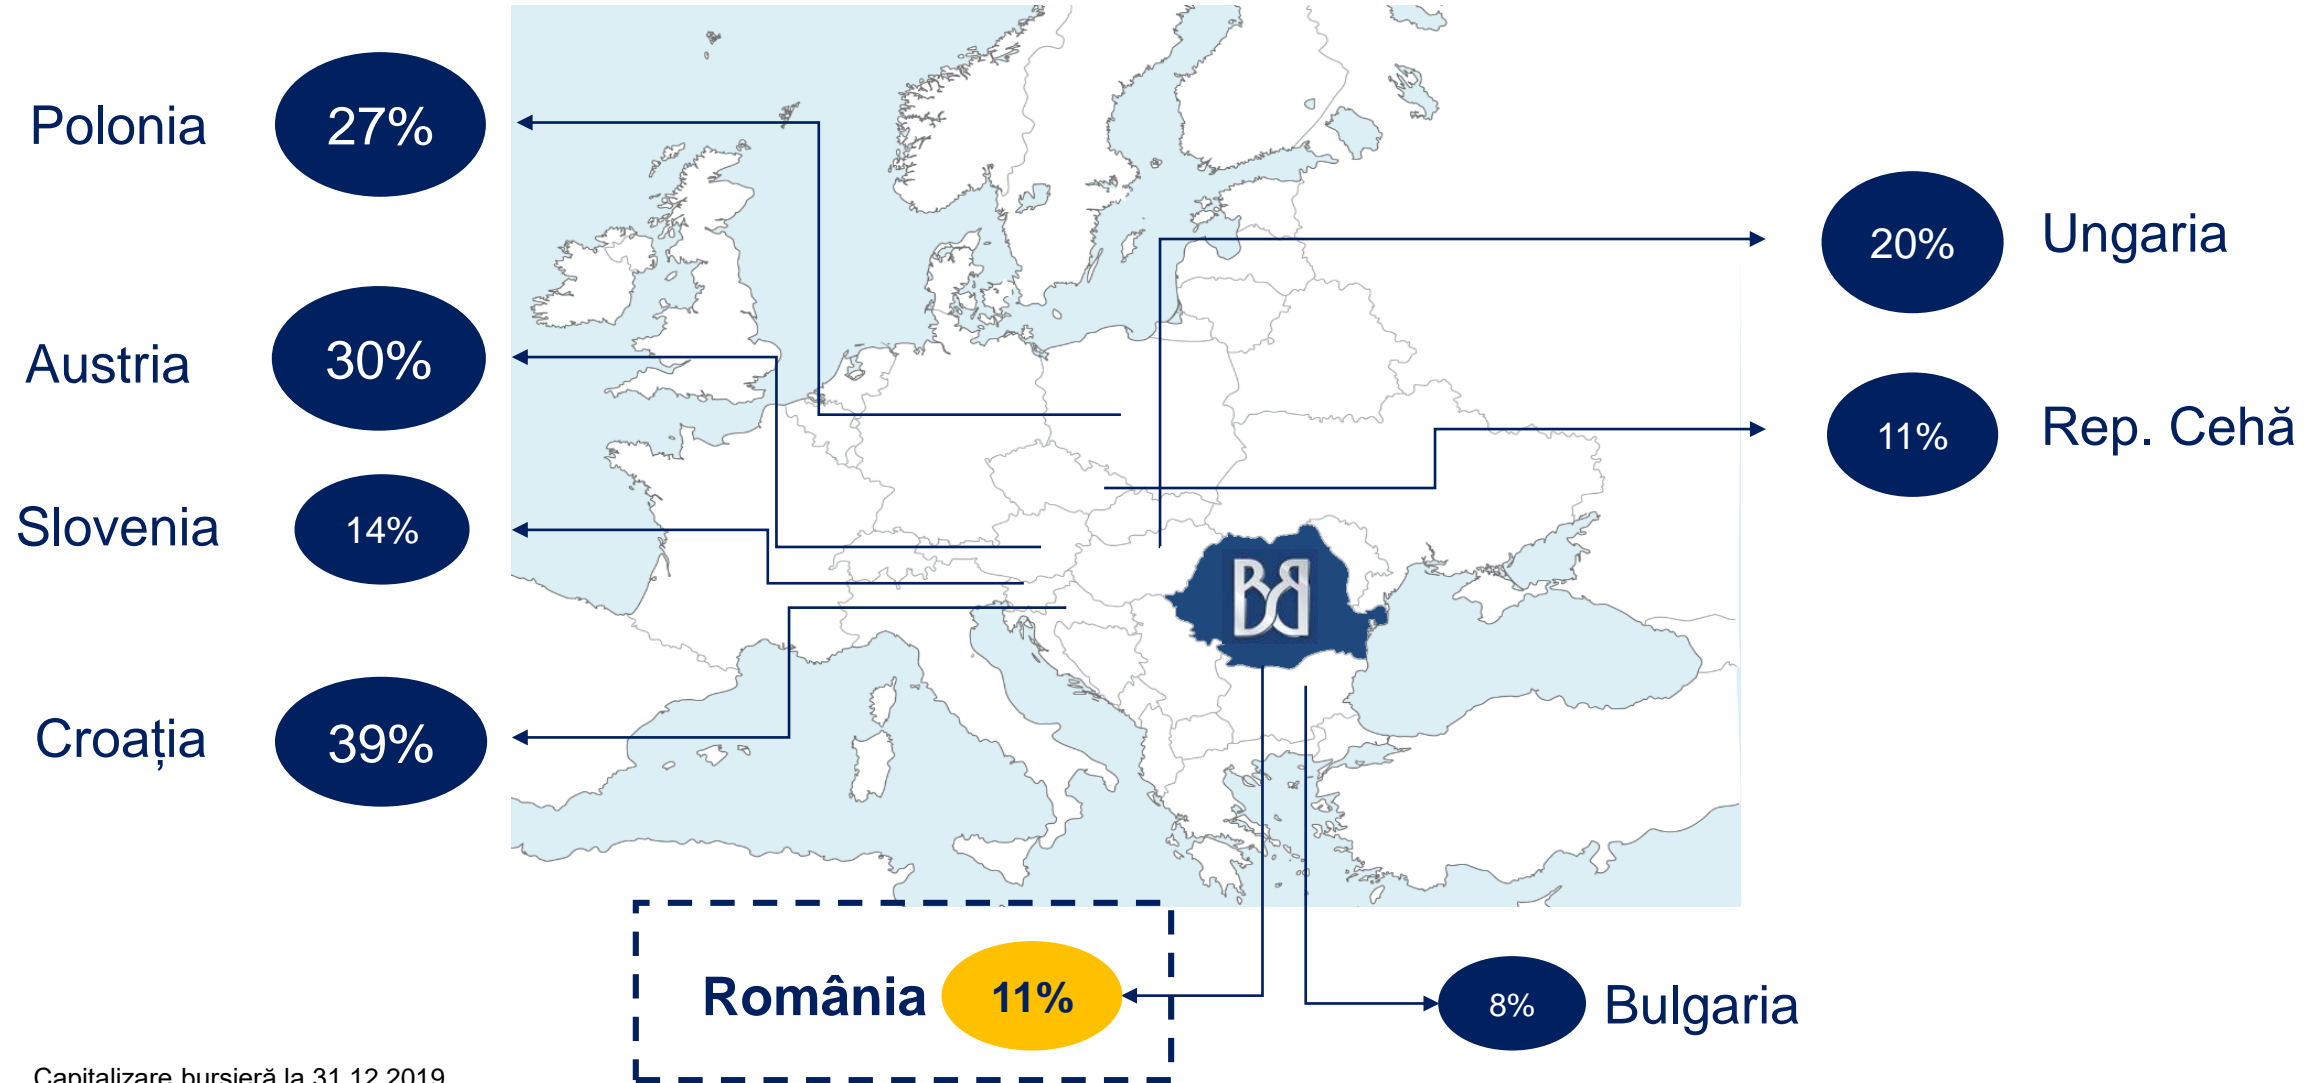 Polonia 27%
Austria 30%
Slovenia 14%
Croația 39%
20% Ungaria
11% Rep. Cehă
România 11%
8% Bulgaria
Capitalizare bursieră la 31.12.2019